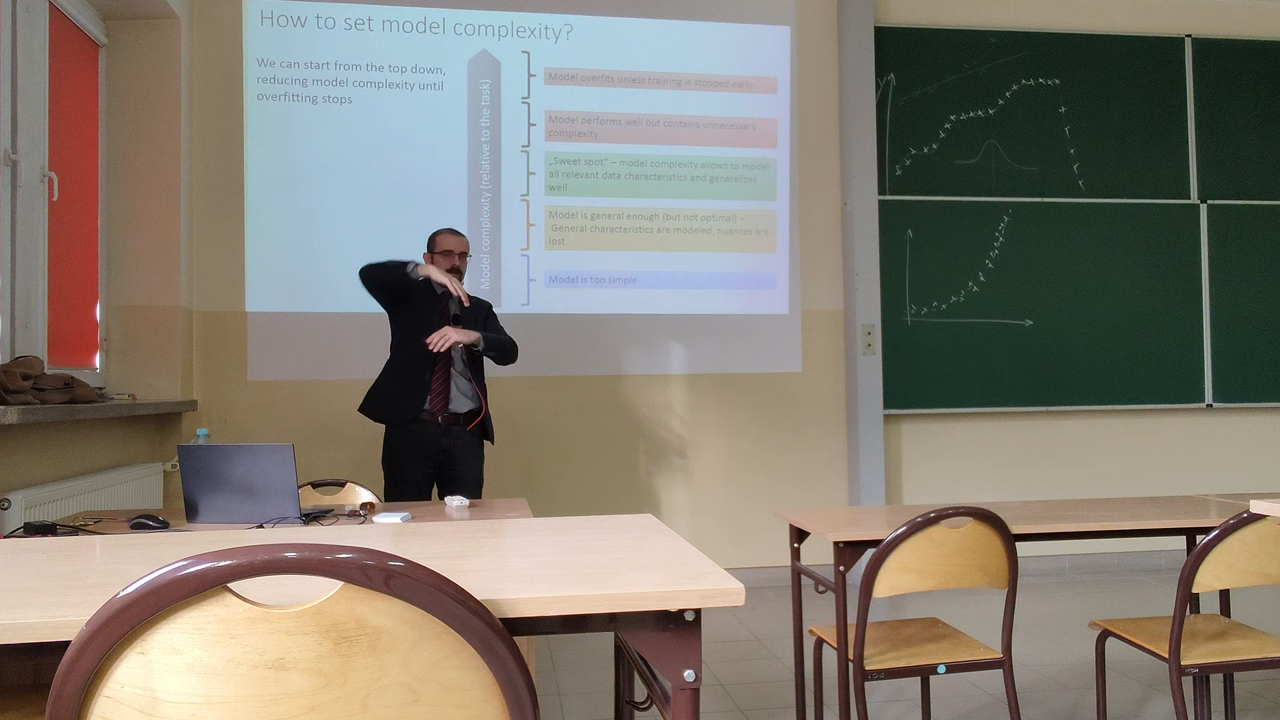 How to set model complexity?
We can start from the top down,
reducing model complexity until
overfitting stops
Model complexity (relative to the task)
Model overfits unless training is stopped early
Model performs well but contains unnecessary
complexity
„Sweet spot” – model complexity allows to model
all relevant data characteristics and generalizes
well
Model is general enough (but not optimal) –
General characteristics are modeled, nuances are
lost
Model is too simple
y